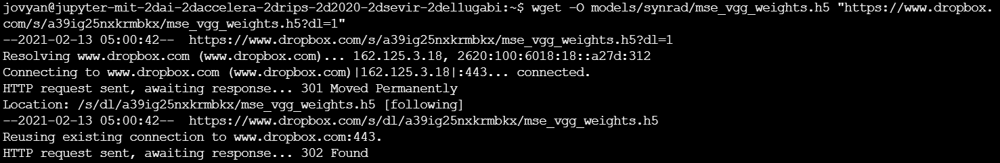 jovyan@jupyter-mit-2dai-2daccelera-2drips-2d2020-2dsevir-2del1ugabi:~$ wget -O models/synrad/mse_vgg_weights.h5 "https://www.dropbox.
com/s/a39ig25nxkrmbkx/mse_vgg_weights.h5?dl=1"
--2021-02-13 05:00:42--  https://www.dropbox.com/s/a39ig25nxkrmbkx/mse_vgg_weights.h5?dl=1
Resolving www.dropbox.com (www.dropbox.com)... 162.125.3.18, 2620:100:6018:18::a27d:312
Connecting to www.dropbox.com (www.dropbox.com)|162.125.3.18|:443... connected.
HTTP request sent, awaiting response... 301 Moved Permanently
Location: /s/dl/a39ig25nxkrmbkx/mse_vgg_weights.h5 [following]
--2021-02-13 05:00:42--  https://www.dropbox.com/s/dl/a39ig25nxkrmbkx/mse_vgg_weights.h5
Reusing existing connection to www.dropbox.com:443.
HTTP request sent, awaiting response... 302 Found